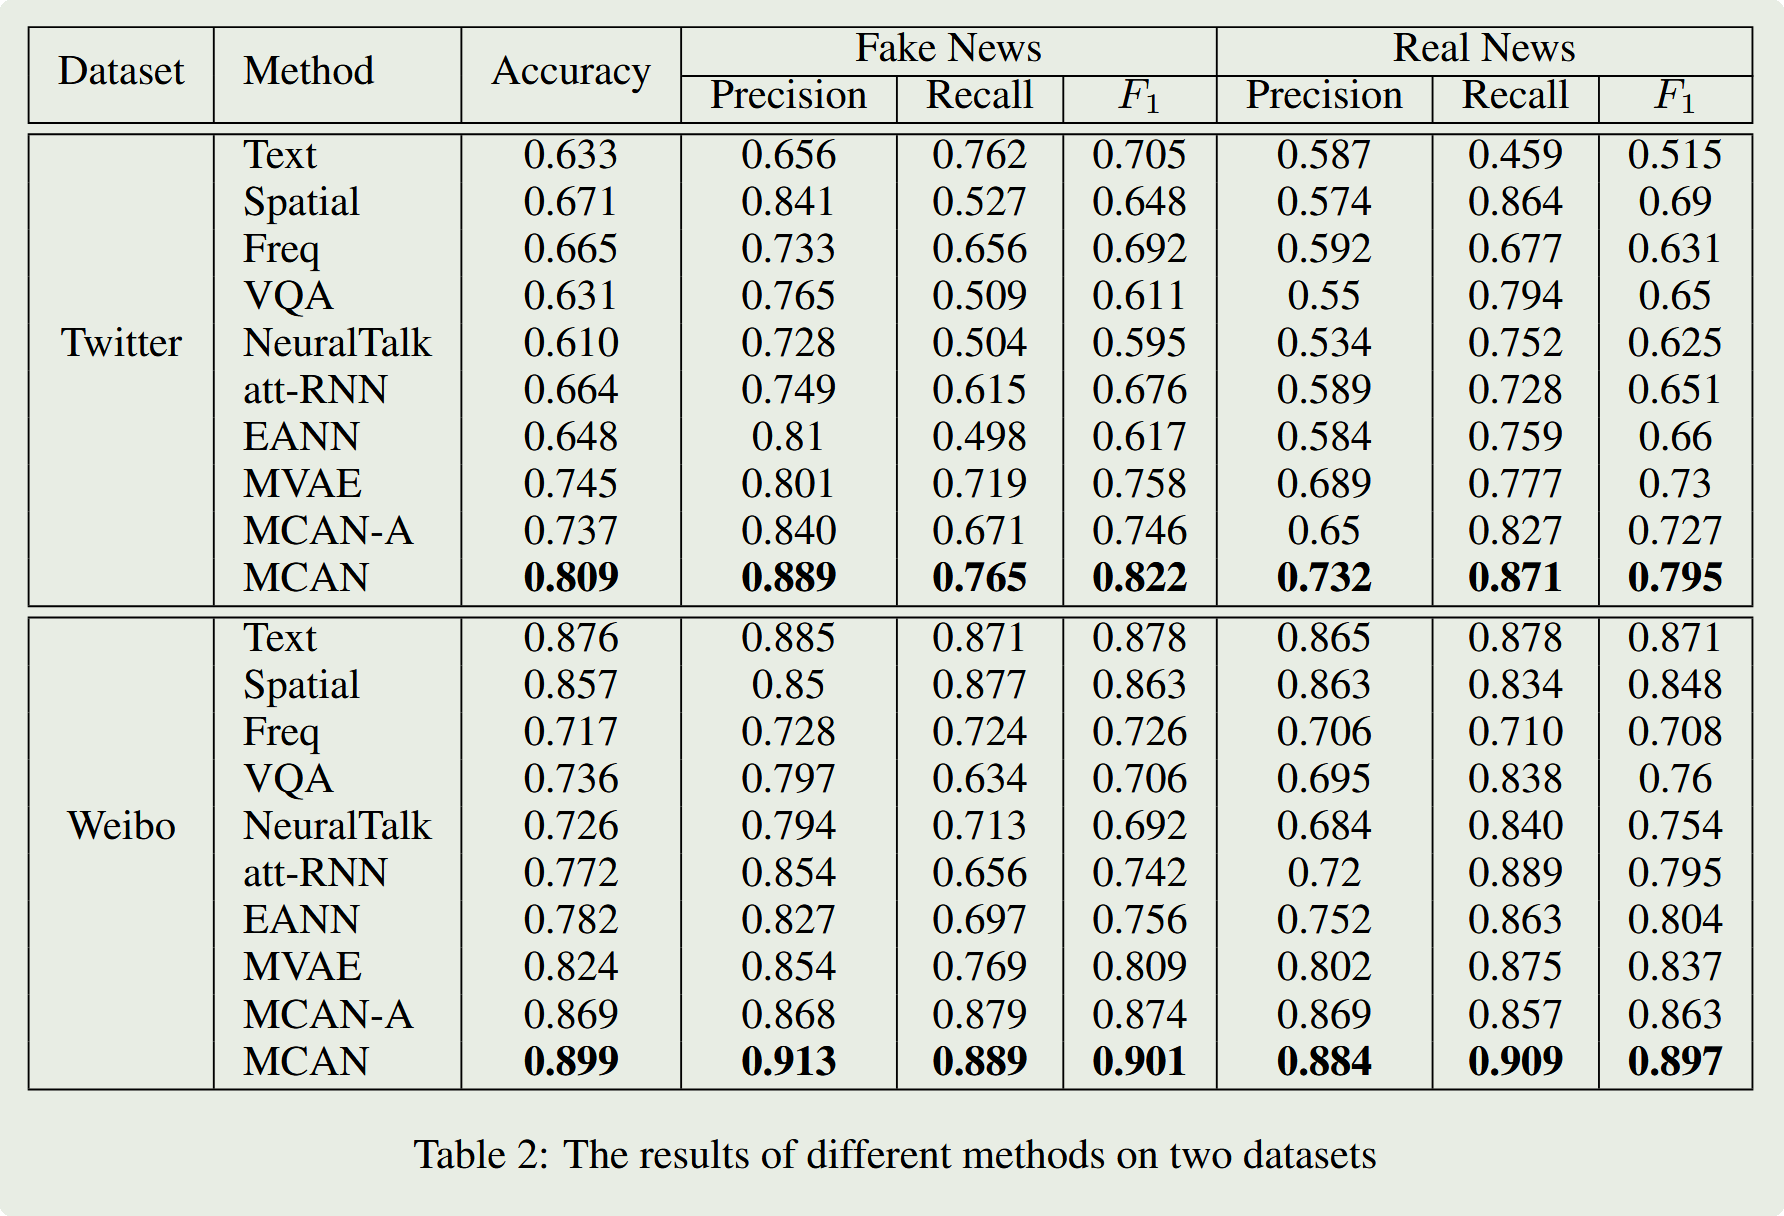 Dataset Method Accuracy Fake News Real News
Precision Recall F1 Precision Recall F1
Twitter
Text 0.633 0.656 0.762 0.705 0.587 0.459 0.515
Spatial 0.671 0.841 0.527 0.648 0.574 0.864 0.69
Freq 0.665 0.733 0.656 0.692 0.592 0.677 0.631
VQA 0.631 0.765 0.509 0.611 0.55 0.794 0.65
NeuralTalk 0.610 0.728 0.504 0.595 0.534 0.752 0.625
att-RNN 0.664 0.749 0.615 0.676 0.589 0.728 0.651
EANN 0.648 0.81 0.498 0.617 0.584 0.759 0.66
MVAE 0.745 0.801 0.719 0.758 0.689 0.777 0.73
MCAN-A 0.737 0.840 0.671 0.746 0.65 0.827 0.727
MCAN 0.809 0.889 0.765 0.822 0.732 0.871 0.795
Weibo
Text 0.876 0.885 0.871 0.878 0.865 0.878 0.871
Spatial 0.857 0.85 0.877 0.863 0.863 0.834 0.848
Freq 0.717 0.728 0.724 0.726 0.706 0.710 0.708
VQA 0.736 0.797 0.634 0.706 0.695 0.838 0.76
NeuralTalk 0.726 0.794 0.713 0.692 0.684 0.840 0.754
att-RNN 0.772 0.854 0.656 0.742 0.72 0.889 0.795
EANN 0.782 0.827 0.697 0.756 0.752 0.863 0.804
MVAE 0.824 0.854 0.769 0.809 0.802 0.875 0.837
MCAN-A 0.869 0.868 0.879 0.874 0.869 0.857 0.863
MCAN 0.899 0.913 0.889 0.901 0.884 0.909 0.897
Table 2: The results of different methods on two datasets